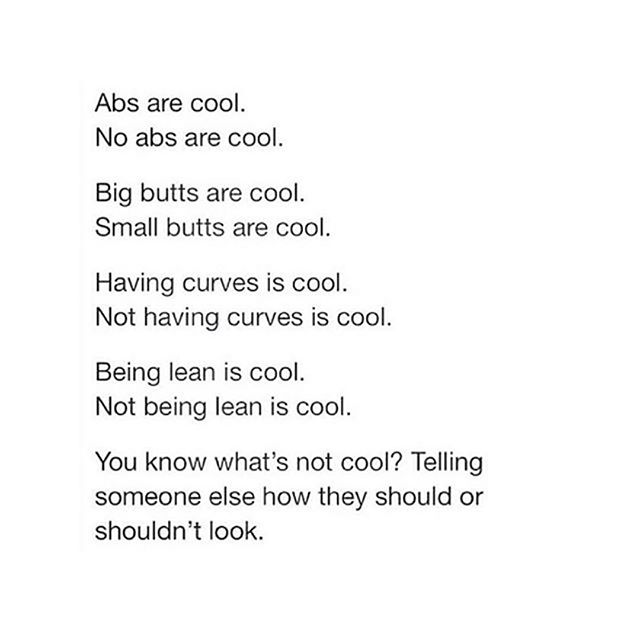 Abs are cool.
No abs are cool.
Big butts are cool.
Small butts are cool.
Having curves is cool.
Not having curves is cool.
Being lean is cool.
Not being lean is cool.
You know what’s not cool? Telling
someone else how they should or
shouldn’t look.